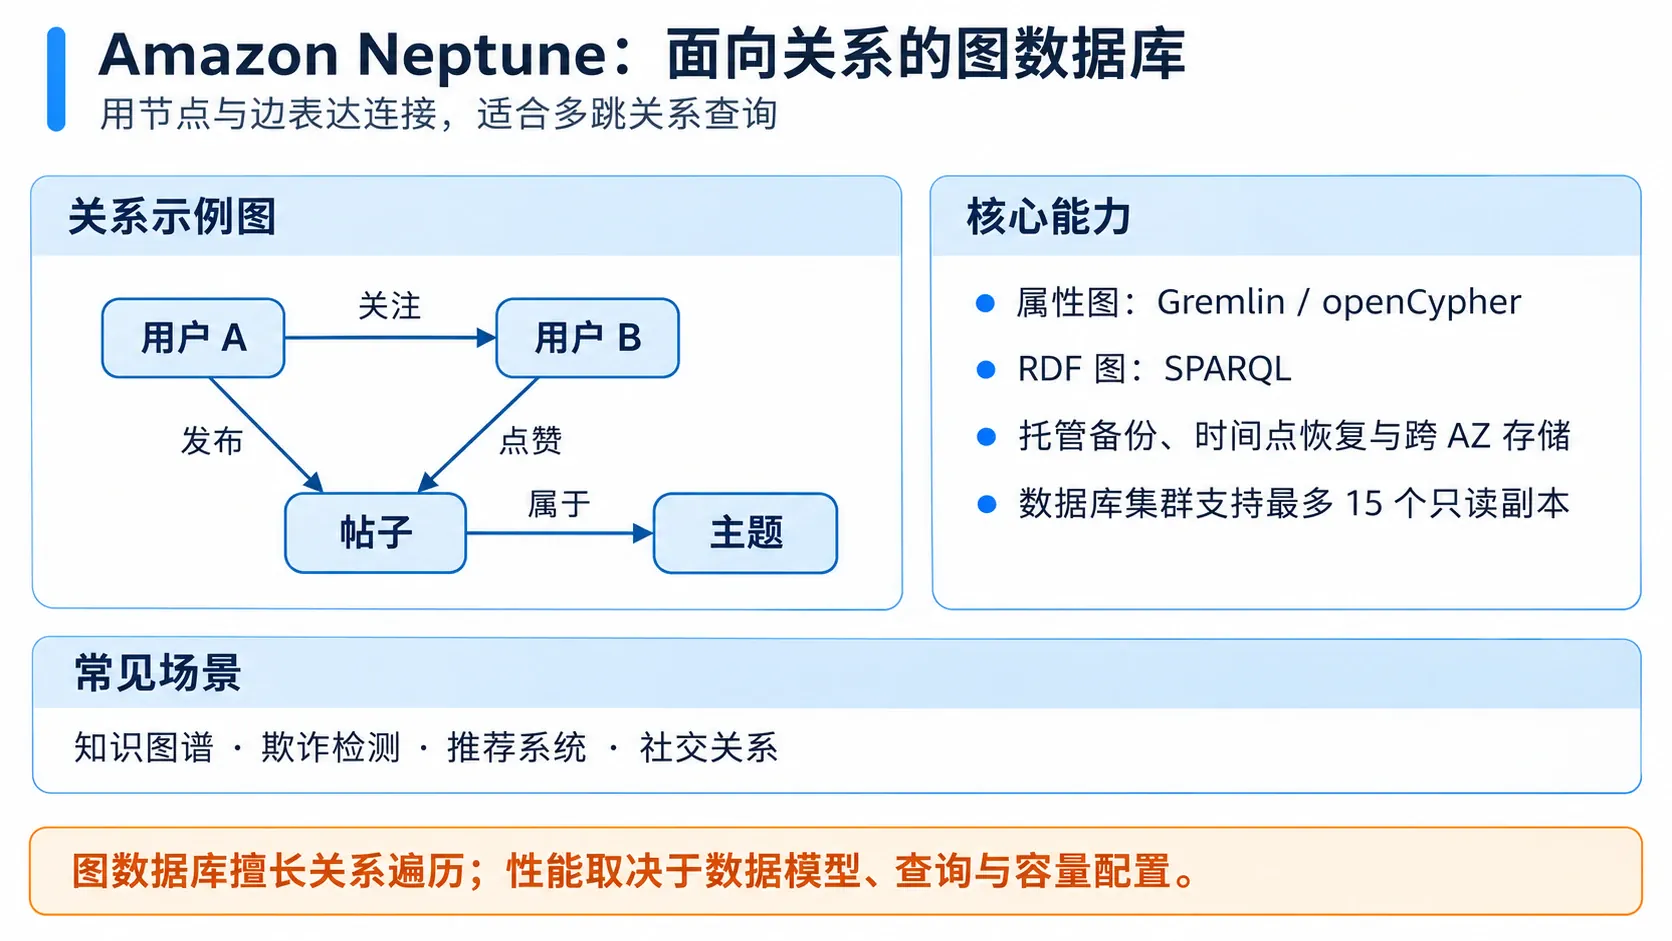 Amazon Neptune：面向关系的图数据库
用节点与边表达连接，适合多跳关系查询
关系示例图
用户 A
关注
用户 B
发布
点赞
帖子
属于
主题
核心能力
属性图：Gremlin / openCypher
RDF 图：SPARQL
托管备份、时间点恢复与跨 AZ 存储
数据库集群支持最多 15 个只读副本
常见场景
知识图谱 · 欺诈检测 · 推荐系统 · 社交关系
图数据库擅长关系遍历；性能取决于数据模型、查询与容量配置。